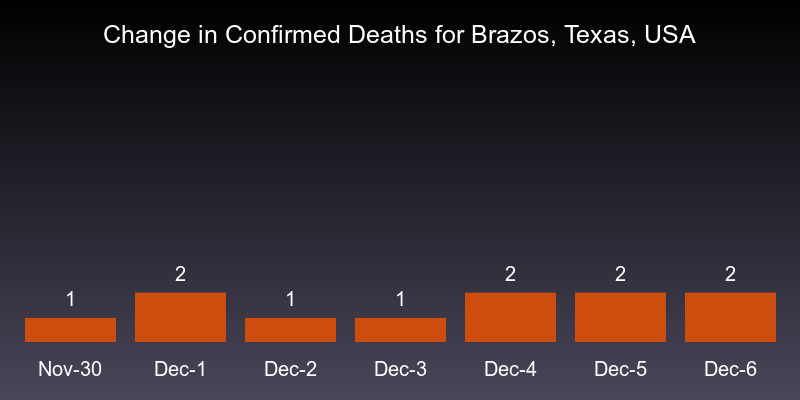 Change in Confirmed Deaths for Brazos, Texas, USA
1 2 1 1 2 2 2
Nov-30 Dec-1 Dec-2 Dec-3 Dec-4 Dec-5 Dec-6